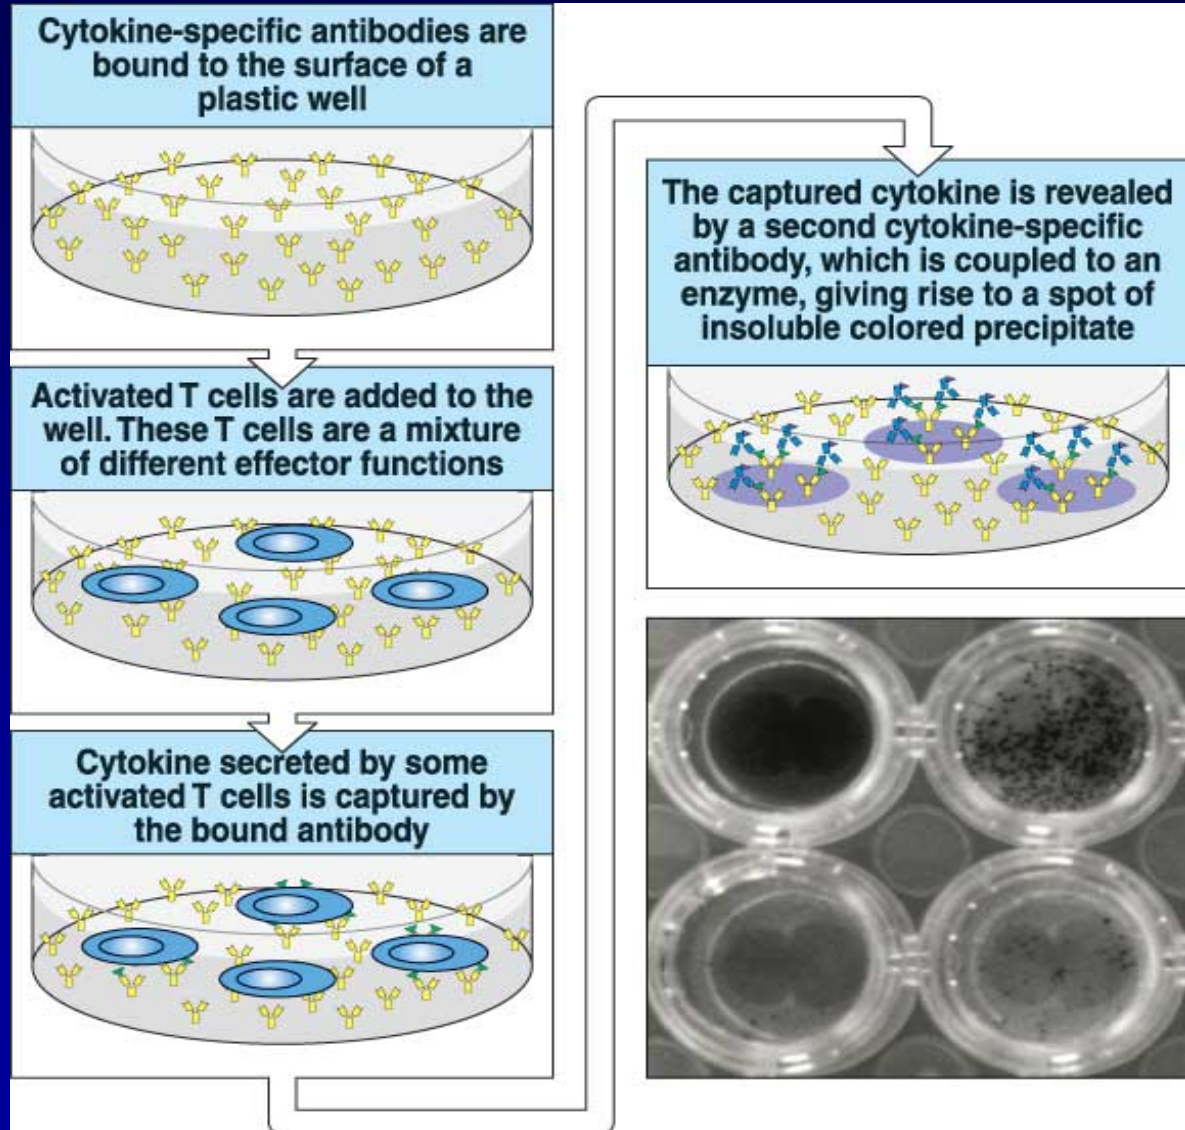 Cytokine-specific antibodies are
bound to the surface of a
plastic well
Activated T cells are added to the
well. These T cells are a mixture
of different effector functions
Cytokine secreted by some
activated T cells is captured by
the bound antibody
The captured cytokine is revealed
by a second cytokine-specific
antibody, which is coupled to an
enzyme, giving rise to a spot of
insoluble colored precipitate